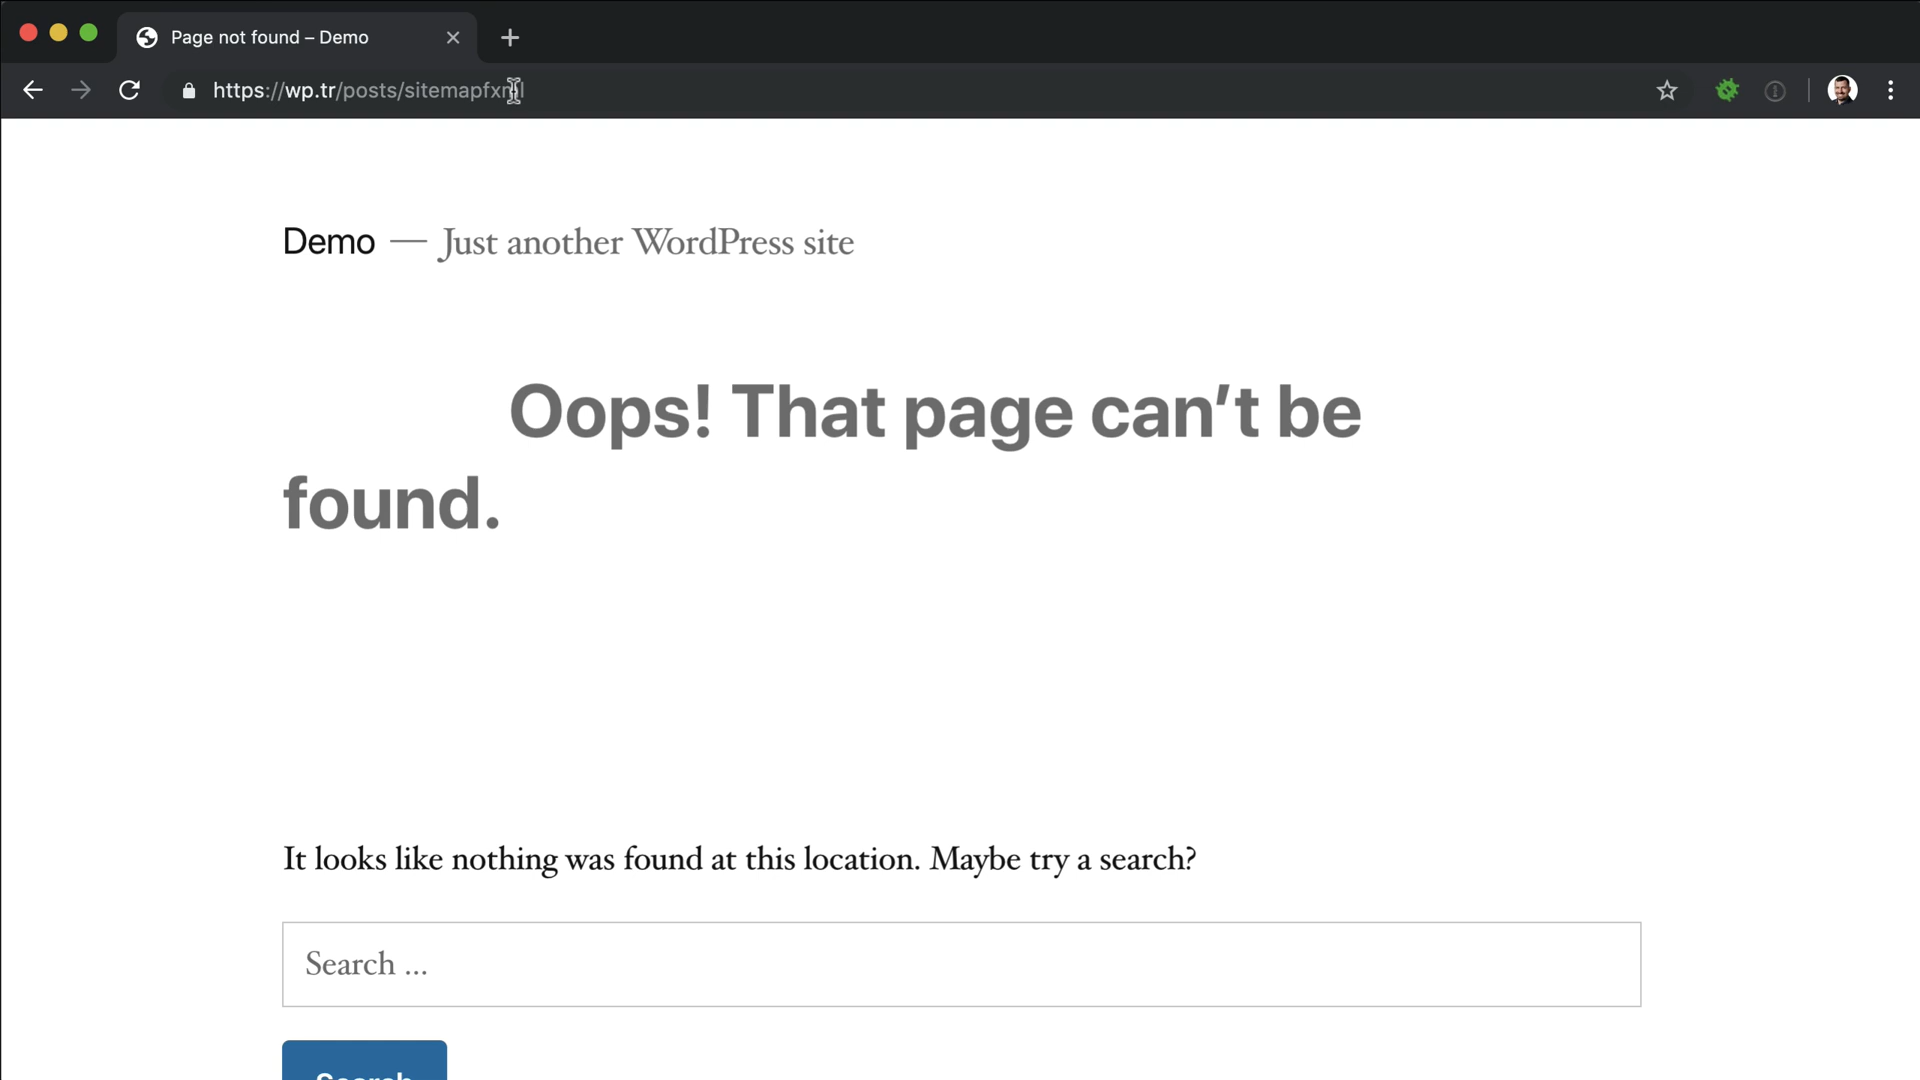 Page not found – Demo
https://wp.tr/posts/sitemapfxml
Demo — Just another WordPress site
Oops! That page can’t be
found.
It looks like nothing was found at this location. Maybe try a search?
Search ...
Search